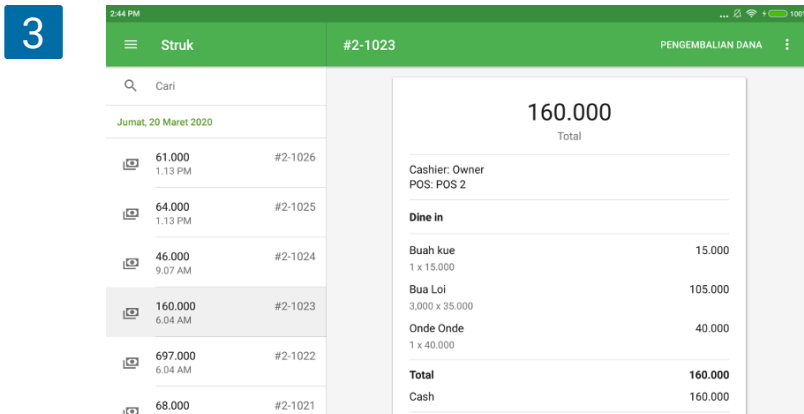 3
2:44 PM
... 100%
Struk
#2-1023
PENGEMBALIAN DANA
Cari
Jumat, 20 Maret 2020
61.000 #2-1026
1.13 PM
64.000 #2-1025
1.13 PM
46.000 #2-1024
9.07 AM
160.000 #2-1023
6.04 AM
697.000 #2-1022
6.04 AM
68.000 #2-1021
160.000
Total
Cashier: Owner
POS: POS 2
Dine in
Buah kue 15.000
1 x 15.000
Bua Loi 105.000
3,000 x 35.000
Onde Onde 40.000
1 x 40.000
Total 160.000
Cash 160.000